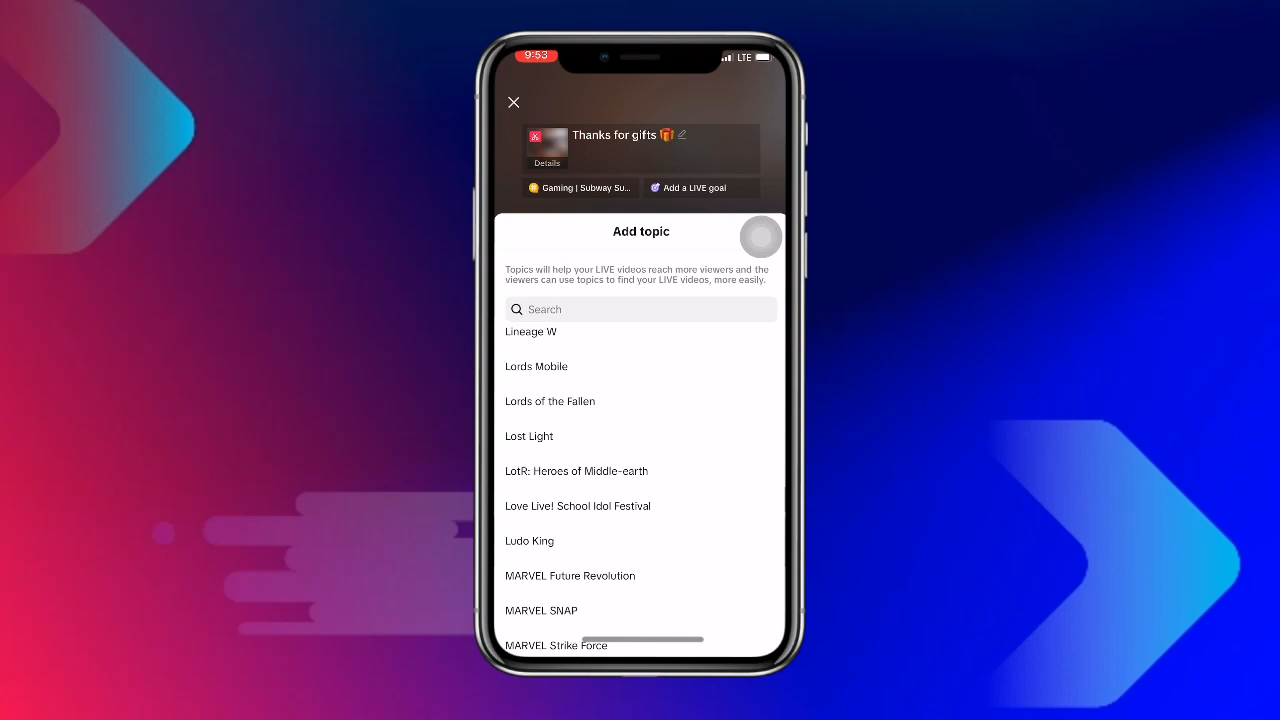 9:53
LTE
Thanks for gifts 🎁
Details
Gaming | Subway Su...
Add a LIVE goal
Add topic
Topics will help your LIVE videos reach more viewers and the
viewers can use topics to find your LIVE videos, more easily.
Search
Lineage W
Lords Mobile
Lords of the Fallen
Lost Light
LotR: Heroes of Middle-earth
Love Live! School Idol Festival
Ludo King
MARVEL Future Revolution
MARVEL SNAP
MARVEL Strike Force